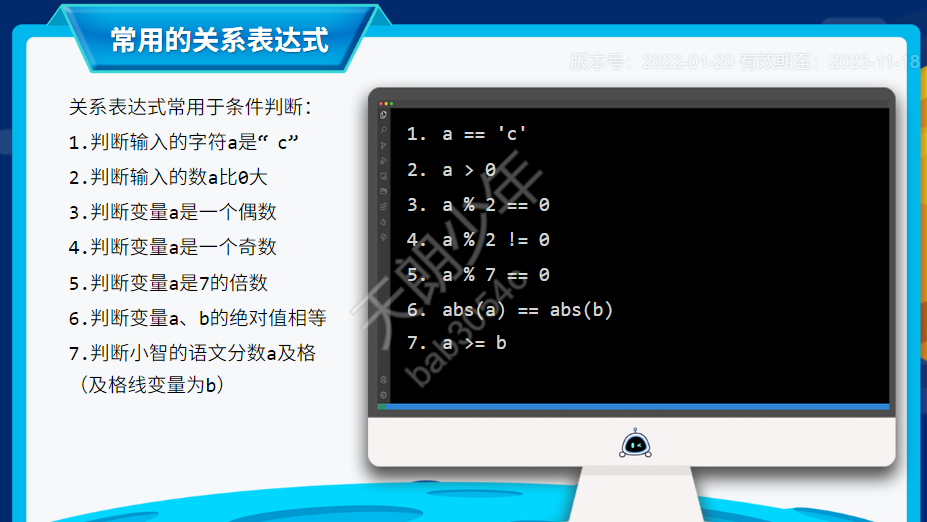 常用的关系表达式
版本号：2022-01-20 有效期至：2023-11-18
关系表达式常用于条件判断：
1.判断输入的字符a是“ c”
2.判断输入的数a比0大
3.判断变量a是一个偶数
4.判断变量a是一个奇数
5.判断变量a是7的倍数
6.判断变量a、b的绝对值相等
7.判断小智的语文分数a及格
（及格线变量为b）
1. a == 'c'
2. a > 0
3. a % 2 == 0
4. a % 2 != 0
5. a % 7 == 0
6. abs(a) == abs(b)
7. a >= b
天朗少年